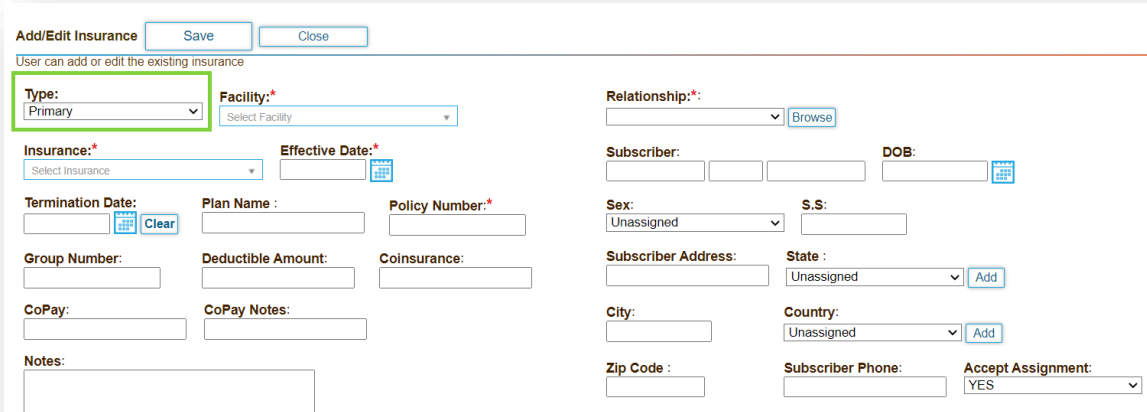 Add/Edit Insurance Save Close
User can add or edit the existing insurance
Type: Facility:* Relationship:*:
Primary Select Facility Browse
Insurance:* Effective Date:* Subscriber: DOB:
Select Insurance
Termination Date: Plan Name : Policy Number:* Sex: S.S:
Clear Unassigned
Group Number: Deductible Amount: Coinsurance: Subscriber Address: State :
Unassigned Add
CoPay: CoPay Notes: City: Country:
Unassigned Add
Notes: Zip Code : Subscriber Phone: Accept Assignment:
YES